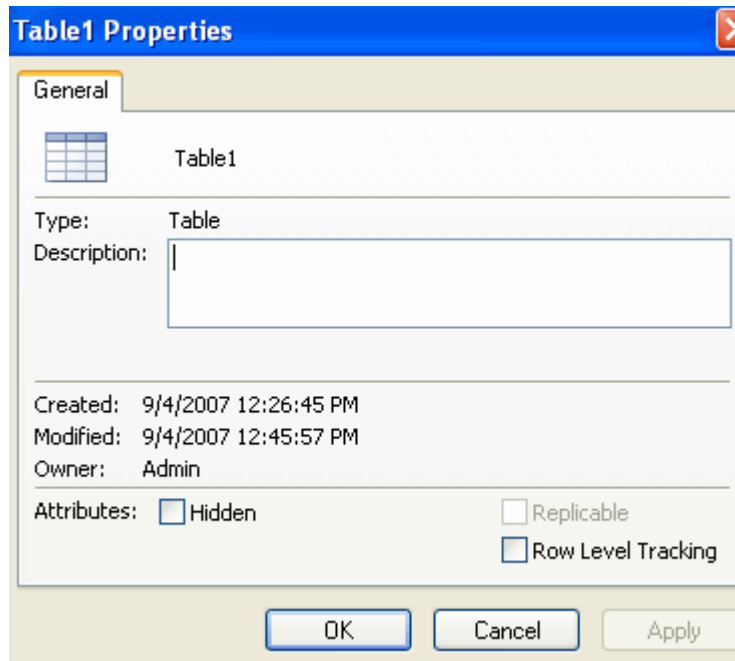 Table1 Properties
General
Table1
Type: Table
Description:
Created: 9/4/2007 12:26:45 PM
Modified: 9/4/2007 12:45:57 PM
Owner: Admin
Attributes: Hidden Replicable
Row Level Tracking
OK Cancel Apply